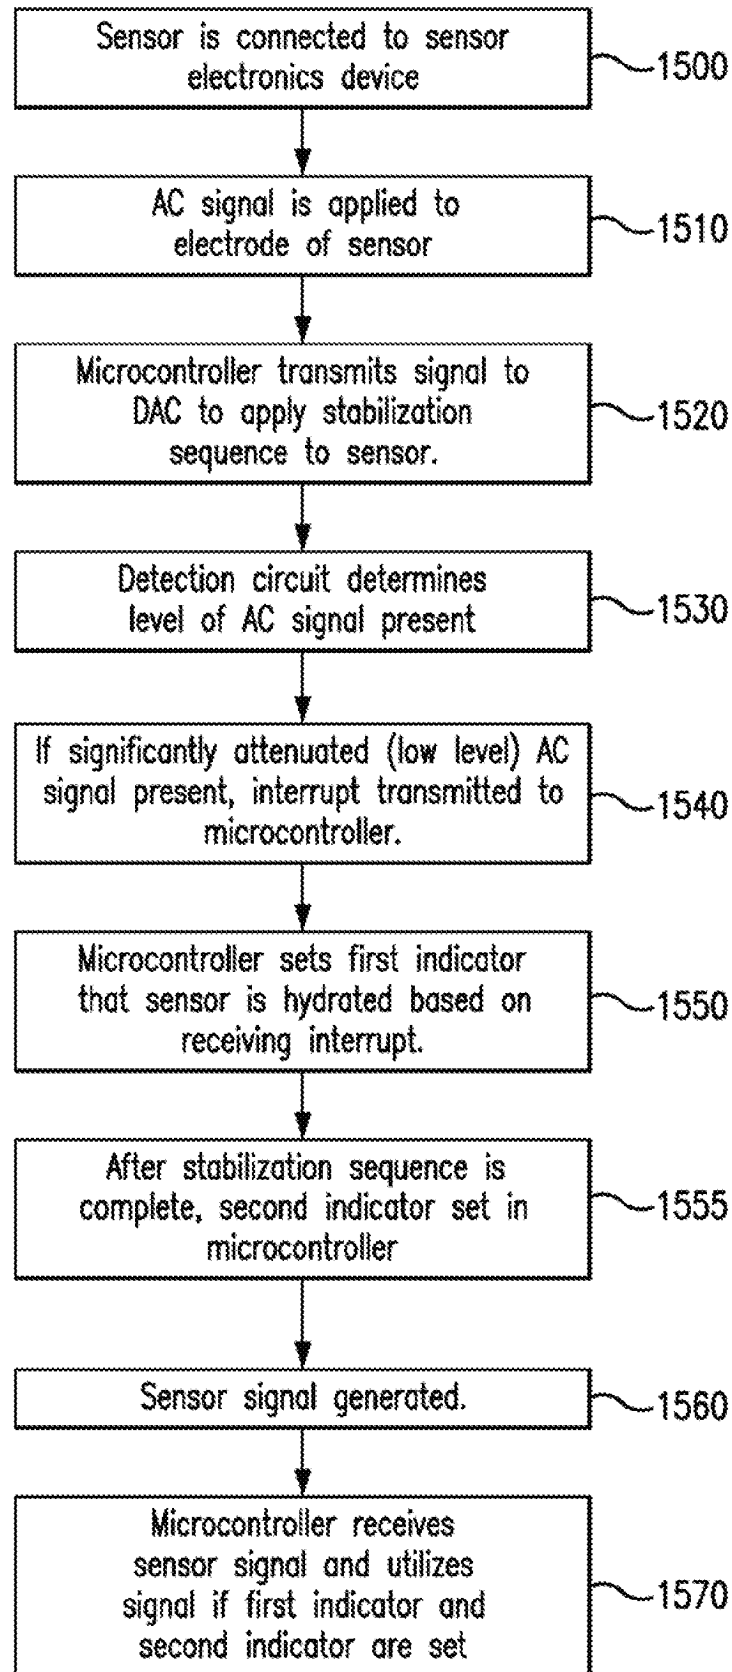 Sensor is connected to sensor
electronics device
1500
AC signal is applied to
electrode of sensor
1510
Microcontroller transmits signal to
DAC to apply stabilization
sequence to sensor.
1520
Detection circuit determines
level of AC signal present
1530
If significantly attenuated (low level) AC
signal present, interrupt transmitted to
microcontroller.
1540
Microcontroller sets first indicator
that sensor is hydrated based on
receiving interrupt.
1550
After stabilization sequence is
complete, second indicator set in
microcontroller
1555
Sensor signal generated.
1560
Microcontroller receives
sensor signal and utilizes
signal if first indicator and
second indicator are set
1570